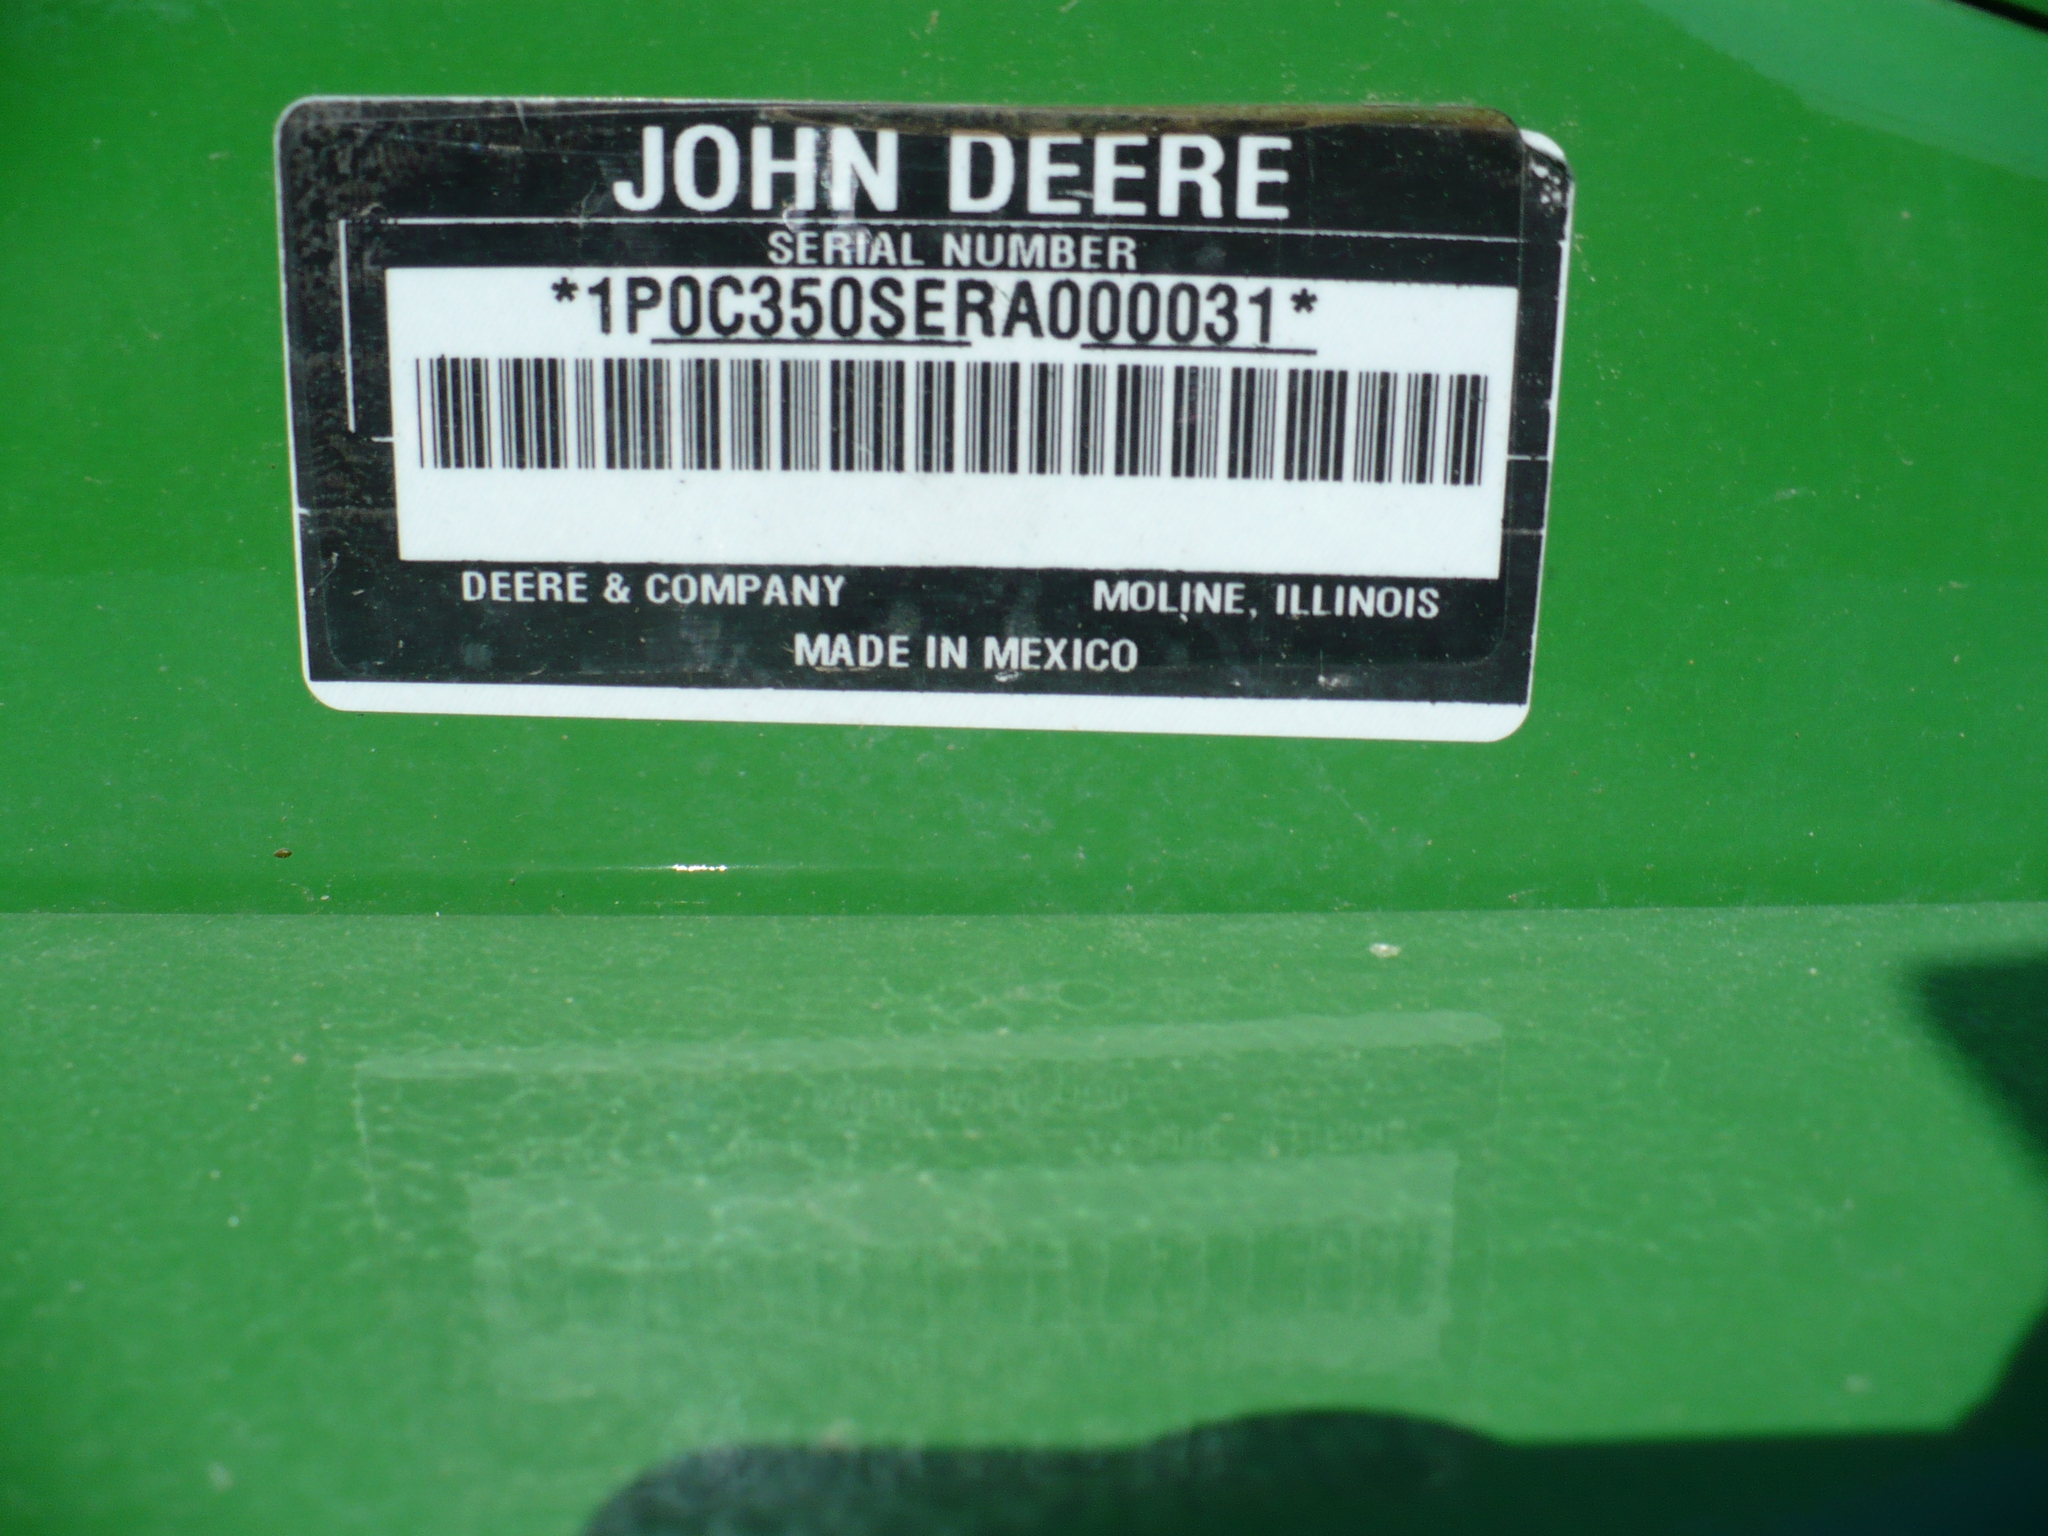 JOHN DEERE
SERIAL NUMBER
*1P0C350SERA000031*
DEERE & COMPANY MOLINE, ILLINOIS
MADE IN MEXICO